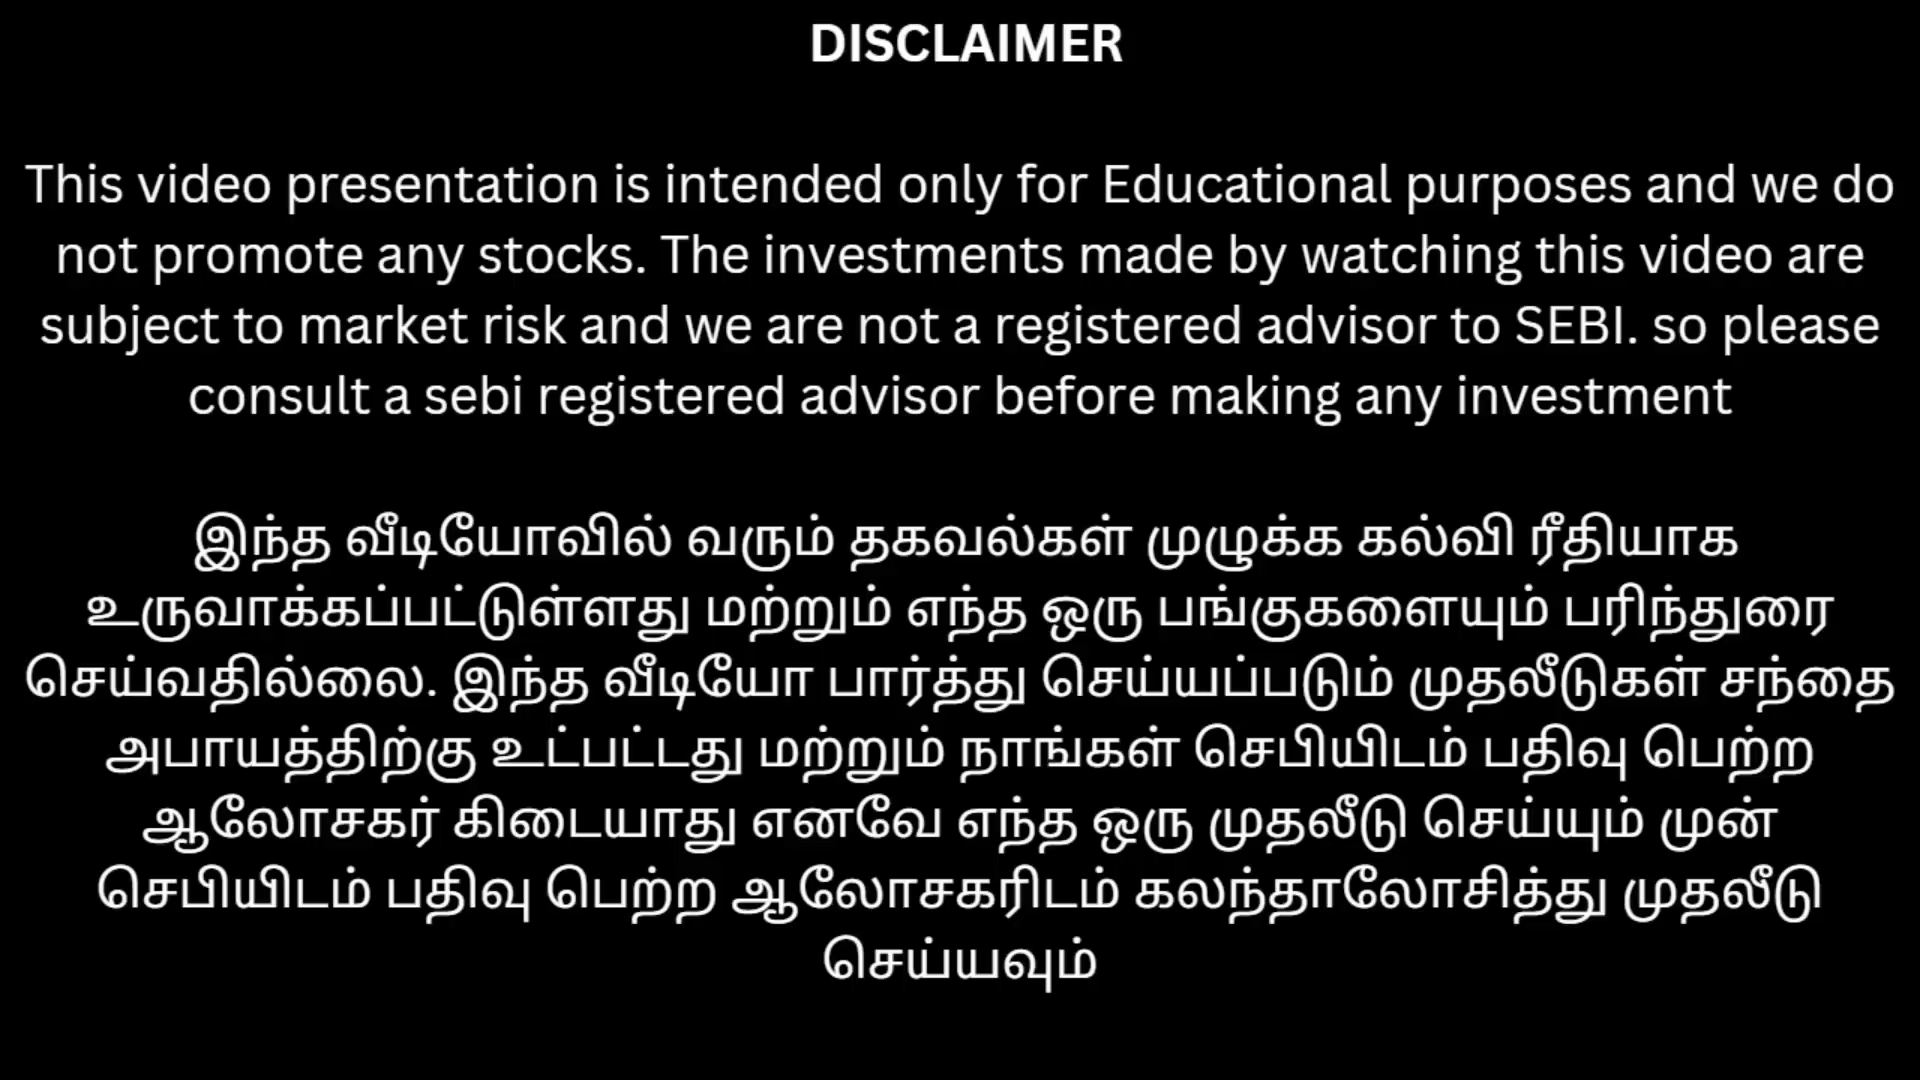 DISCLAIMER
This video presentation is intended only for Educational purposes and we do
not promote any stocks. The investments made by watching this video are
subject to market risk and we are not a registered advisor to SEBI. so please
consult a sebi registered advisor before making any investment
இந்த வீடியோவில் வரும் தகவல்கள் முழுக்க கல்வி ரீதியாக
உருவாக்கப்பட்டுள்ளது மற்றும் எந்த ஒரு பங்குகளையும் பரிந்துரை
செய்வதில்லை. இந்த வீடியோ பார்த்து செய்யப்படும் முதலீடுகள் சந்தை
அபாயத்திற்கு உட்பட்டது மற்றும் நாங்கள் செபியிடம் பதிவு பெற்ற
ஆலோசகர் கிடையாது எனவே எந்த ஒரு முதலீடு செய்யும் முன்
செபியிடம் பதிவு பெற்ற ஆலோசகரிடம் கலந்தாலோசித்து முதலீடு
செய்யவும்